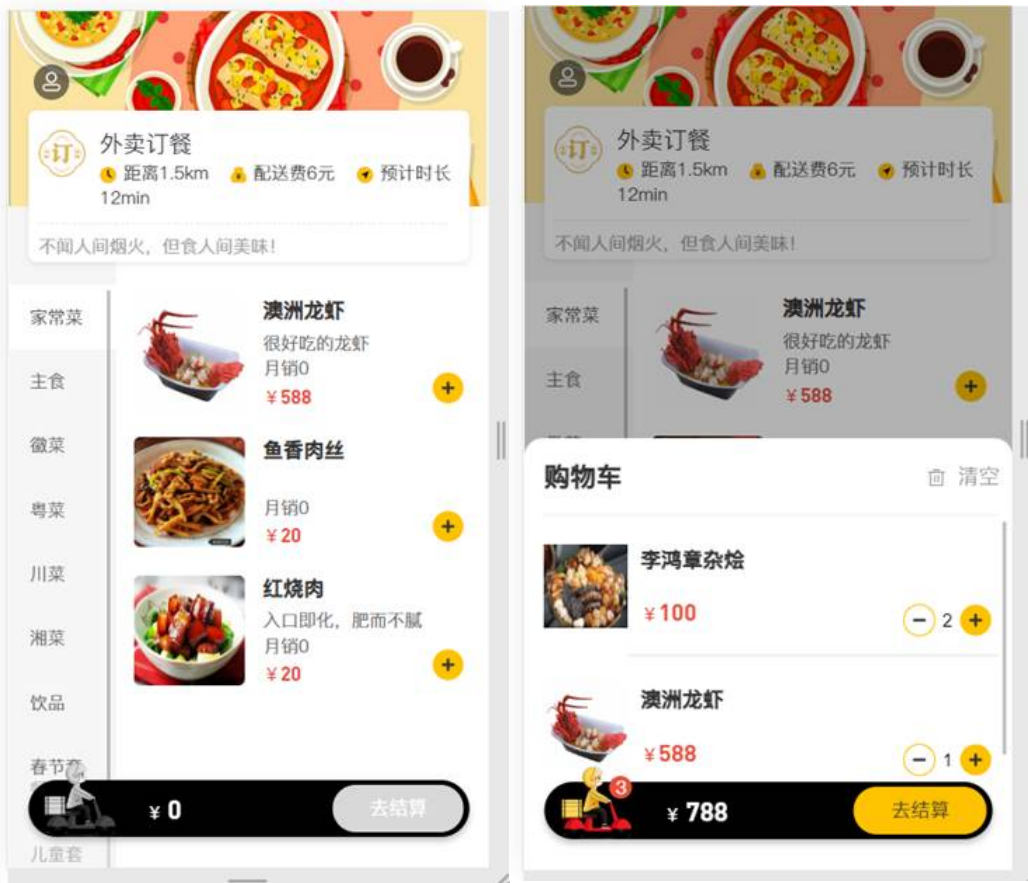 订
外卖订餐
距离1.5km 配送费6元 预计时长
12min
不闻人间烟火，但食人间美味！
家常菜
主食
徽菜
粤菜
川菜
湘菜
饮品
春节套
儿童套
澳洲龙虾
很好吃的龙虾
月销0
￥588
+
鱼香肉丝
月销0
￥20
+
红烧肉
入口即化，肥而不腻
月销0
￥20
+
￥0
去结算
订
外卖订餐
距离1.5km 配送费6元 预计时长
12min
不闻人间烟火，但食人间美味！
家常菜
主食
澳洲龙虾
很好吃的龙虾
月销0
￥588
+
购物车 清空
李鸿章杂烩
￥100
- 2 +
澳洲龙虾
￥588
- 1 +
3
￥788
去结算